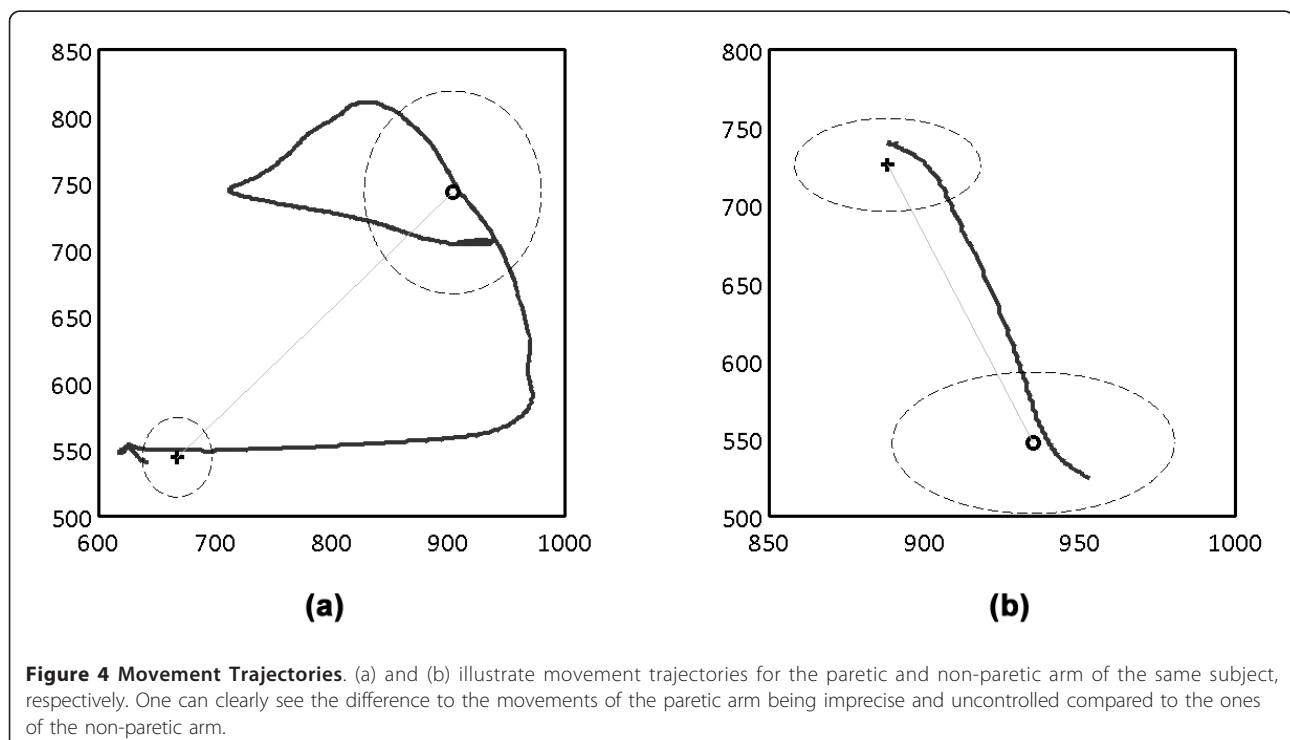 850
800
750
700
650
600
550
500
600 700 800 900 1000
(a)
800
750
700
650
600
550
500
850 900 950 1000
(b)
Figure 4 Movement Trajectories. (a) and (b) illustrate movement trajectories for the paretic and non-paretic arm of the same subject,
respectively. One can clearly see the difference to the movements of the paretic arm being imprecise and uncontrolled compared to the ones
of the non-paretic arm.